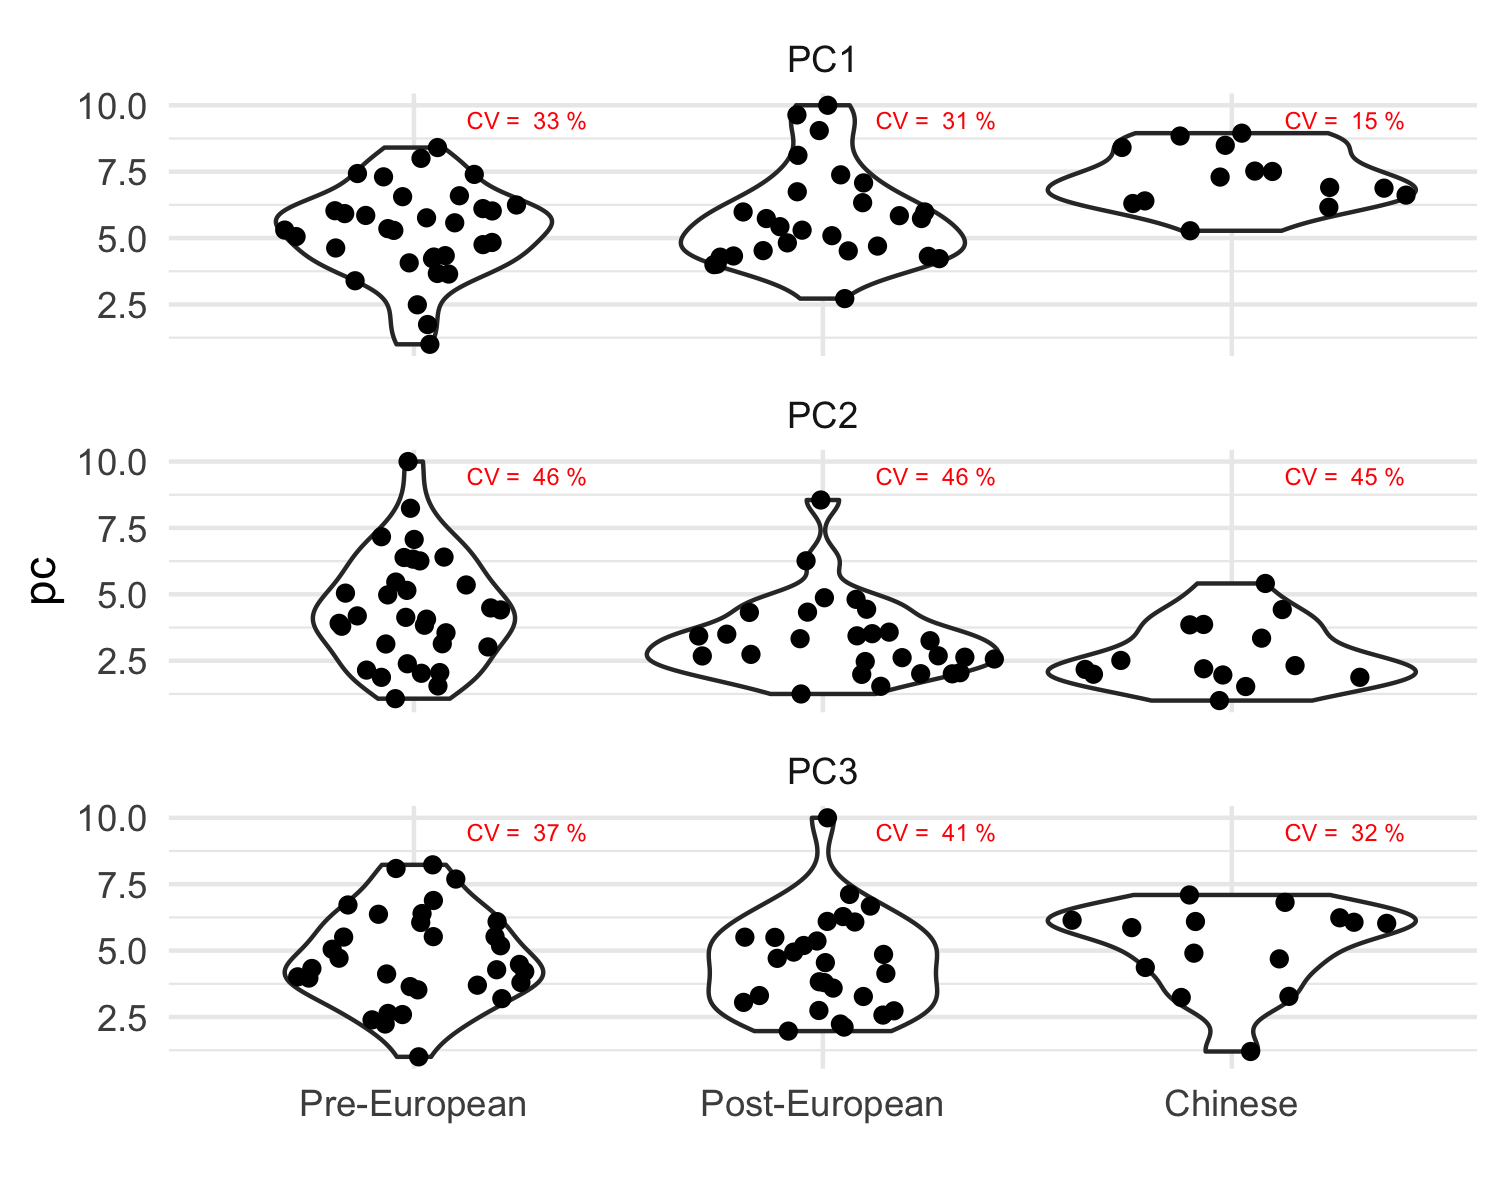 PC1
10.0
7.5
5.0
2.5
CV = 33 %
CV = 31 %
CV = 15 %
PC2
pc
10.0
7.5
5.0
2.5
CV = 46 %
CV = 46 %
CV = 45 %
PC3
10.0
7.5
5.0
2.5
CV = 37 %
CV = 41 %
CV = 32 %
Pre-European
Post-European
Chinese